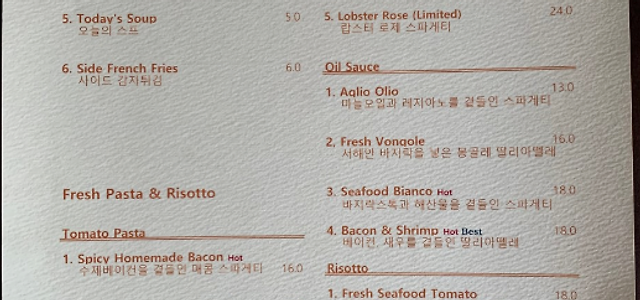 5. Today's Soup 5.0
오늘의 스프
6. Side French Fries 6.0
사이드 감자튀김
Fresh Pasta & Risotto
Tomato Pasta
1. Spicy Homemade Bacon Hot
수제베이컨을 곁들인 매콤 스파게티 16.0
5. Lobster Rose (Limited) 24.0
랍스터 로제 스파게티
Oil Sauce
1. Aglio Olio 13.0
마늘오일과 레지아노를 곁들인 스파게티
2. Fresh Vongole 16.0
서해안 바지락을 넣은 봉골레 딸리아뗄레
3. Seafood Bianco Hot 18.0
바지락스톡과 해산물을 곁들인 스파게티
4. Bacon & Shrimp Hot Best 18.0
베이컨, 새우를 곁들인 딸리아뗄레
Risotto
1. Fresh Seafood Tomato 18.0